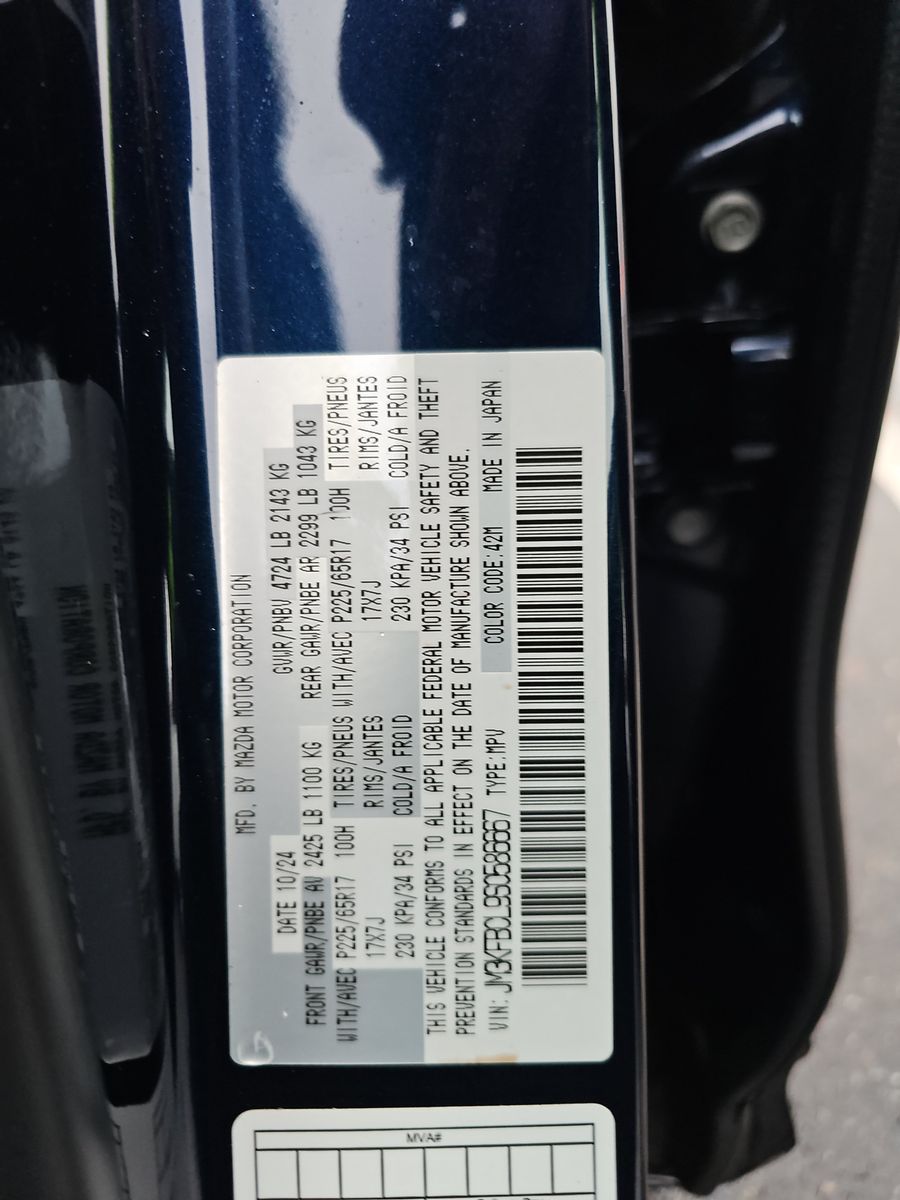 MFD. BY MAZDA MOTOR CORPORATION
DATE 10/24 GVWR/PNBV 4724 LB 2143 KG
FRONT GAWR/PNBE AV 2425 LB 1100 KG REAR GAWR/PNBE AR 2299 LB 1043 KG
WITH/AVEC P225/65R17 100H TIRES/PNEUS WITH/AVEC P225/65R17 100H TIRES/PNEUS
17X7J RIMS/JANTES 17X7J RIMS/JANTES
230 KPA/34 PSI COLD/A FROID 230 KPA/34 PSI COLD/A FROID
THIS VEHICLE CONFORMS TO ALL APPLICABLE FEDERAL MOTOR VEHICLE SAFETY AND THEFT
PREVENTION STANDARDS IN EFFECT ON THE DATE OF MANUFACTURE SHOWN ABOVE.
VIN: JM3KFBCL9S0586667 TYPE:MPV COLOR CODE:42M MADE IN JAPAN
MVA#